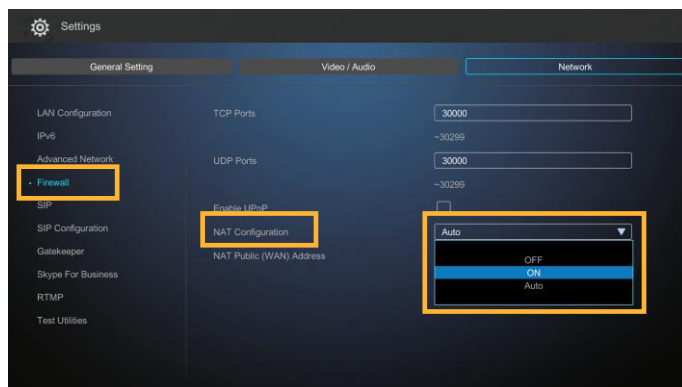 Settings
General Setting
Video / Audio
Network
LAN Configuration
TCP Ports
30000
IPv6
~30299
Advanced Network
UDP Ports
30000
Firewall
~30299
SIP
Enable UPnP
SIP Configuration
NAT Configuration
Auto
Gatekeeper
NAT Public (WAN) Address
OFF
ON
Auto
Skype For Business
RTMP
Test Utilities